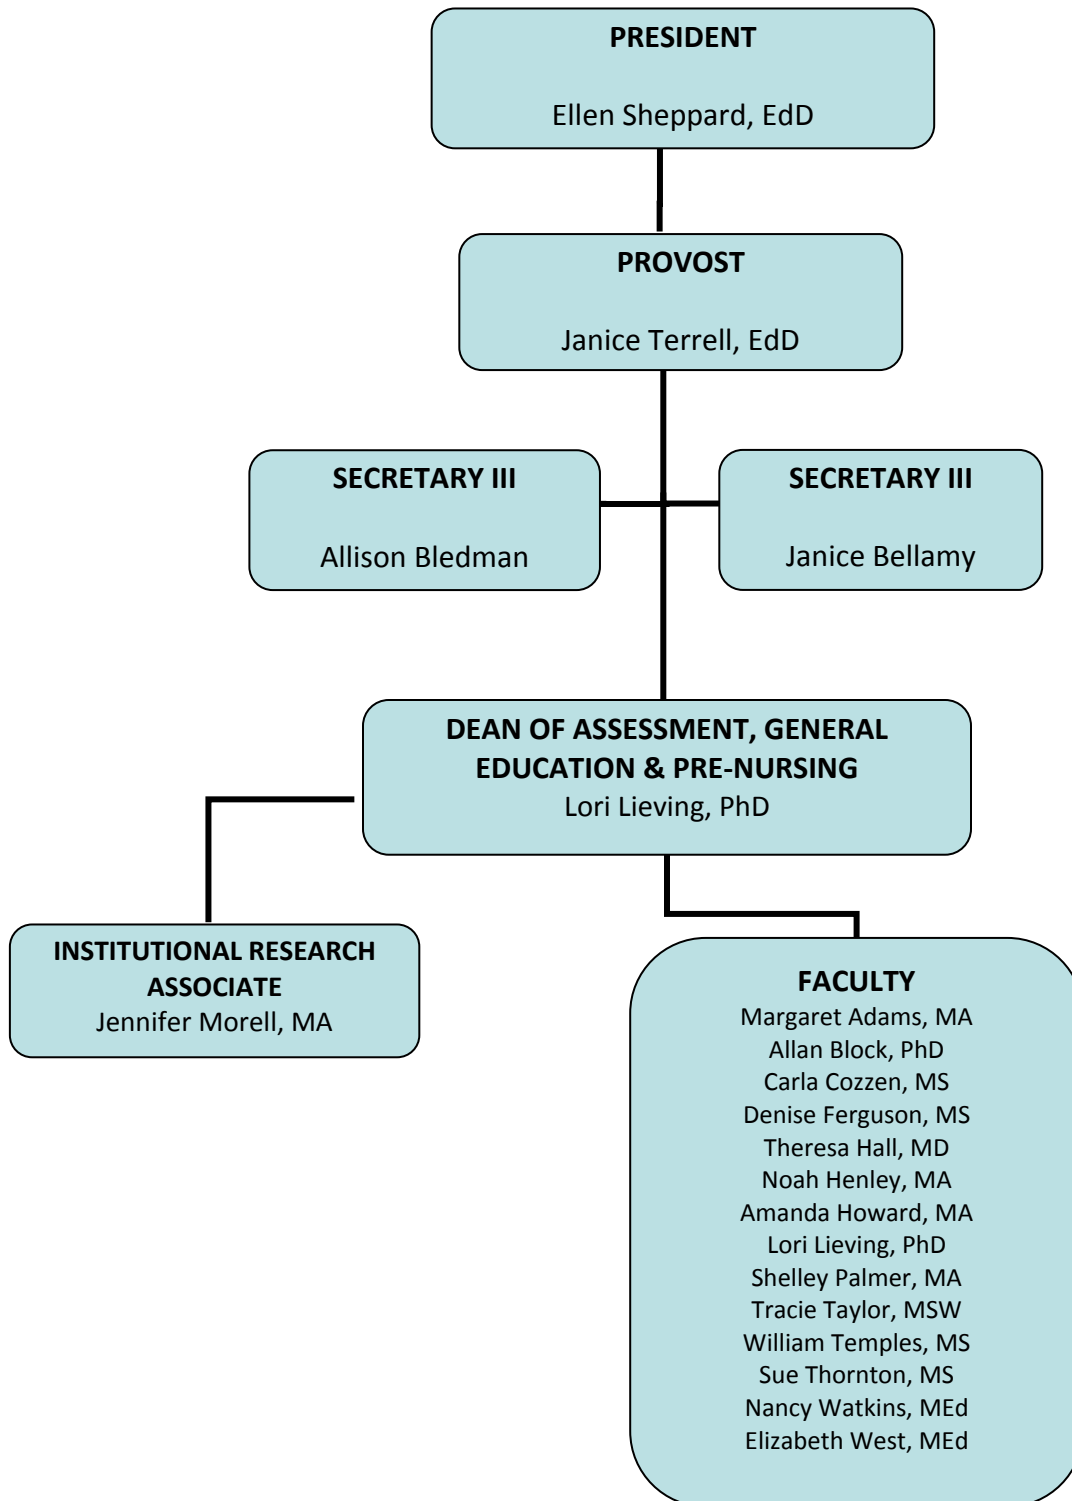 PRESIDENT
Ellen Sheppard, EdD
PROVOST
Janice Terrell, EdD
SECRETARY III
Allison Bledman
SECRETARY III
Janice Bellamy
DEAN OF ASSESSMENT, GENERAL
EDUCATION & PRE-NURSING
Lori Lieving, PhD
INSTITUTIONAL RESEARCH
ASSOCIATE
Jennifer Morell, MA
FACULTY
Margaret Adams, MA
Allan Block, PhD
Carla Cozzen, MS
Denise Ferguson, MS
Theresa Hall, MD
Noah Henley, MA
Amanda Howard, MA
Lori Lieving, PhD
Shelley Palmer, MA
Tracie Taylor, MSW
William Temples, MS
Sue Thornton, MS
Nancy Watkins, MEd
Elizabeth West, MEd